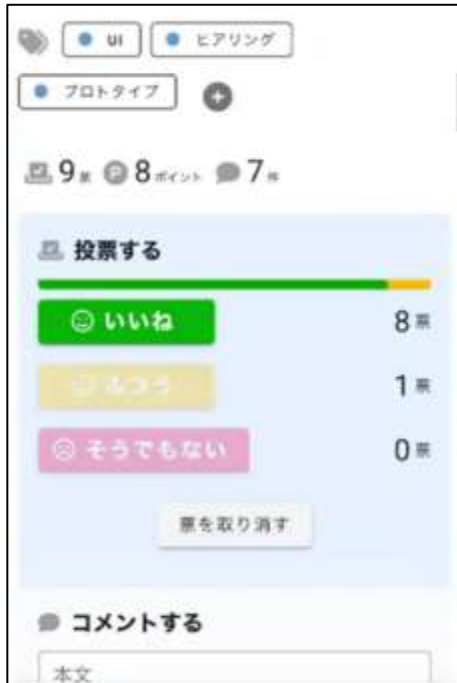 UI ヒアリング
プロトタイプ
9票 8ポイント 7件
投票する
いいね 8票
ふつう 1票
そうでもない 0票
票を取り消す
コメントする
本文